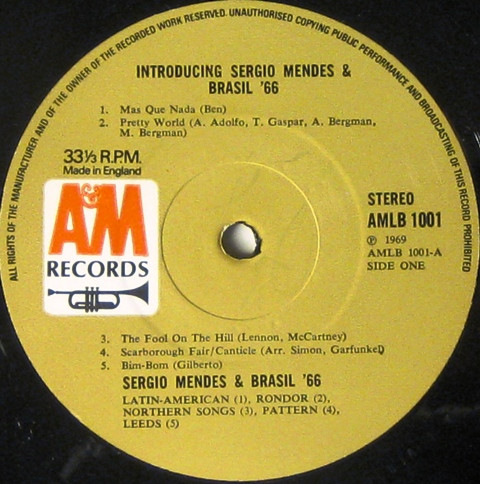 ALL RIGHTS OF THE MANUFACTURER AND OF THE OWNER OF THE RECORDED WORK RESERVED. UNAUTHORISED COPYING PUBLIC PERFORMANCE AND BROADCASTING OF THIS RECORD PROHIBITED
INTRODUCING SERGIO MENDES &
BRASIL '66
1. Mas Que Nada (Ben)
2. Pretty World (A. Adolfo, T. Gaspar, A. Bergman,
M. Bergman)
33⅓ R.P.M.
Made in England
A&M
RECORDS
STEREO
AMLB 1001
℗ 1969
AMLB 1001-A
SIDE ONE
3. The Fool On The Hill (Lennon, McCartney)
4. Scarborough Fair/Canticle (Arr. Simon, Garfunkel)
5. Bim-Bom (Gilberto)
SERGIO MENDES & BRASIL '66
LATIN-AMERICAN (1), RONDOR (2),
NORTHERN SONGS (3), PATTERN (4),
LEEDS (5)